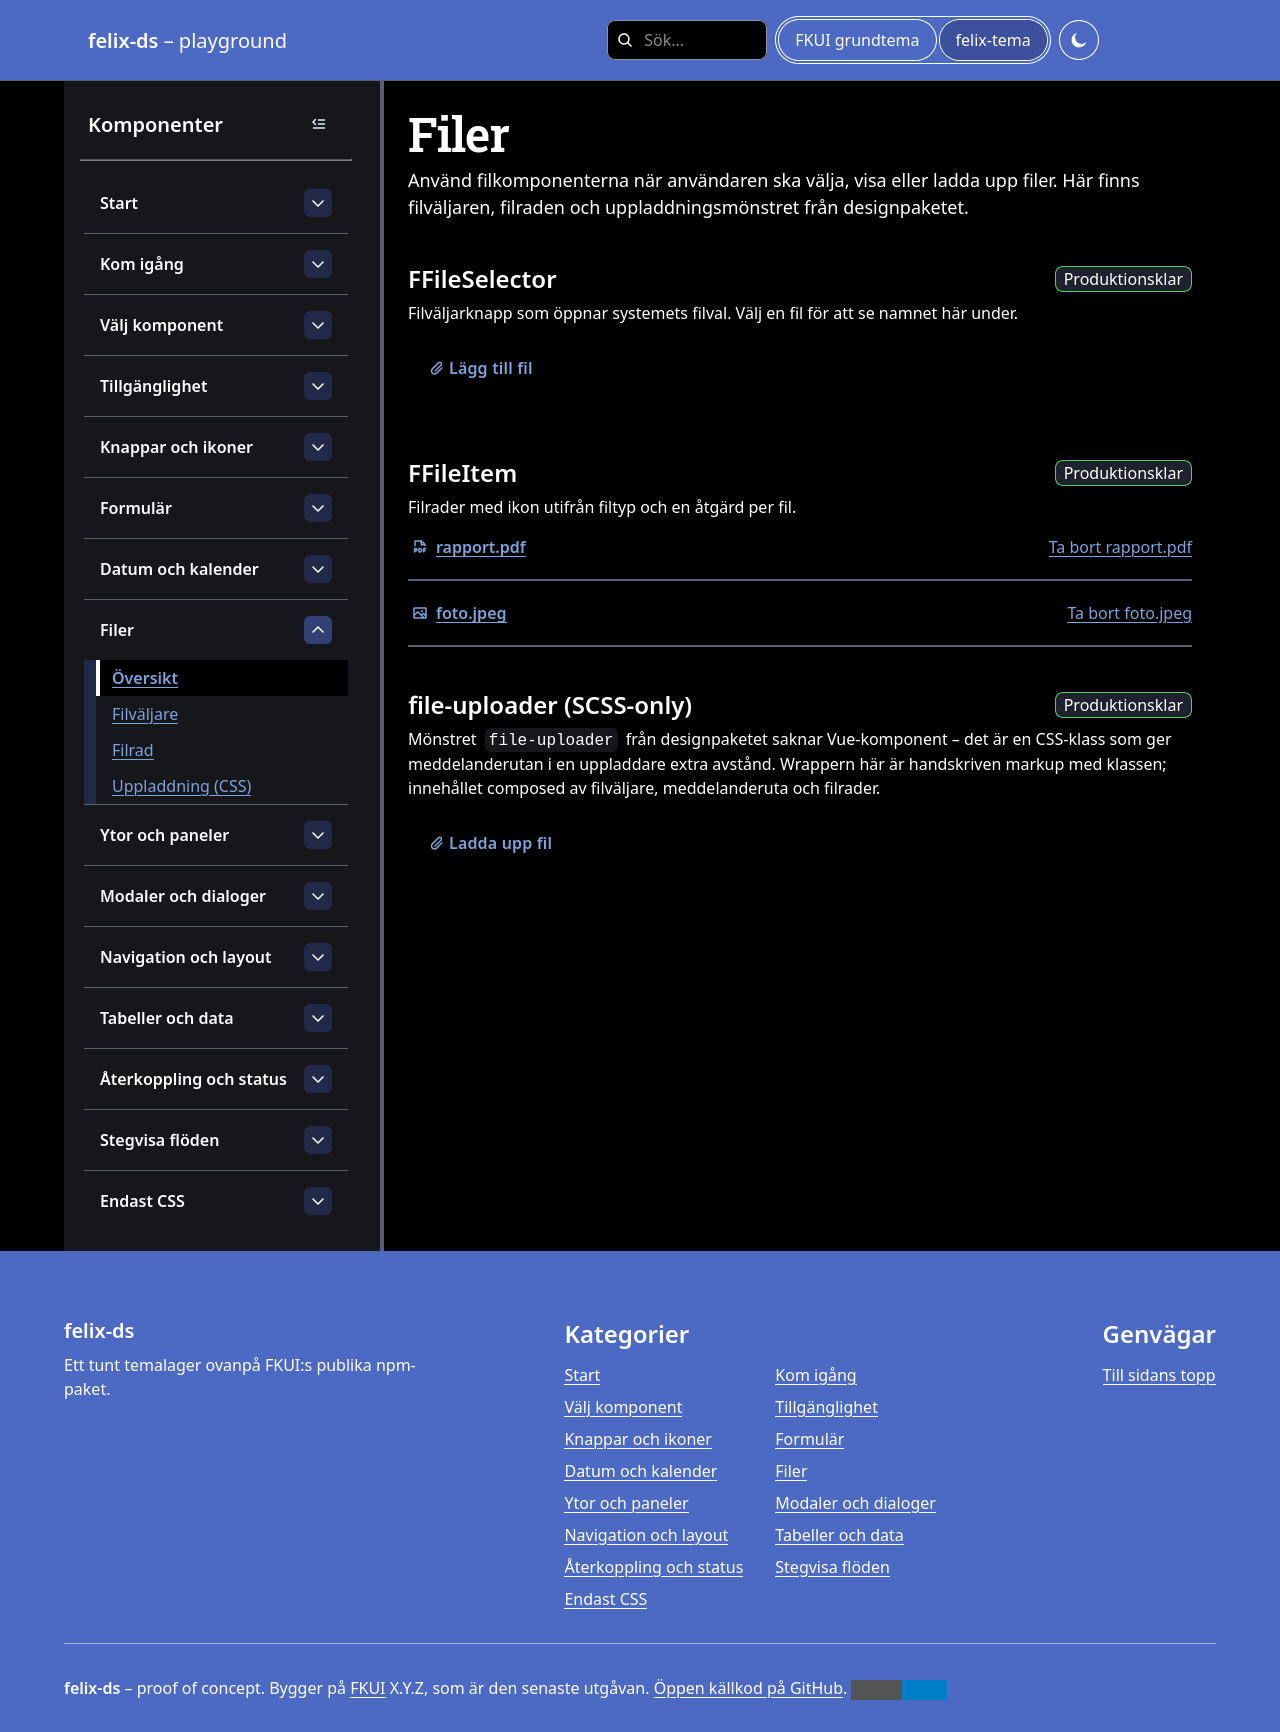 felix-ds – playground
Sök...
FKUI grundtema
felix-tema
Komponenter
Start
Kom igång
Välj komponent
Tillgänglighet
Knappar och ikoner
Formulär
Datum och kalender
Filer
Översikt
Filväljare
Filrad
Uppladdning (CSS)
Ytor och paneler
Modaler och dialoger
Navigation och layout
Tabeller och data
Återkoppling och status
Stegvisa flöden
Endast CSS
Filer
Använd filkomponenterna när användaren ska välja, visa eller ladda upp filer. Här finns
filväljaren, filraden och uppladdningsmönstret från designpaketet.
FFileSelector
Produktionsklar
Filväljarknapp som öppnar systemets filval. Välj en fil för att se namnet här under.
Lägg till fil
FFileItem
Produktionsklar
Filrader med ikon utifrån filtyp och en åtgärd per fil.
PDF
rapport.pdf
Ta bort rapport.pdf
foto.jpeg
Ta bort foto.jpeg
file-uploader (SCSS-only)
Produktionsklar
Mönstret file-uploader från designpaketet saknar Vue-komponent – det är en CSS-klass som ger
meddelanderutan i en uppladdare extra avstånd. Wrappern här är handskriven markup med klassen;
innehållet composed av filväljare, meddelanderuta och filrader.
Ladda upp fil
felix-ds
Ett tunt temalager ovanpå FKUI:s publika npm-
paket.
Kategorier
Start
Kom igång
Välj komponent
Tillgänglighet
Knappar och ikoner
Formulär
Datum och kalender
Filer
Ytor och paneler
Modaler och dialoger
Navigation och layout
Tabeller och data
Återkoppling och status
Stegvisa flöden
Endast CSS
Genvägar
Till sidans topp
felix-ds – proof of concept. Bygger på FKUI X.Y.Z, som är den senaste utgåvan. Öppen källkod på GitHub.